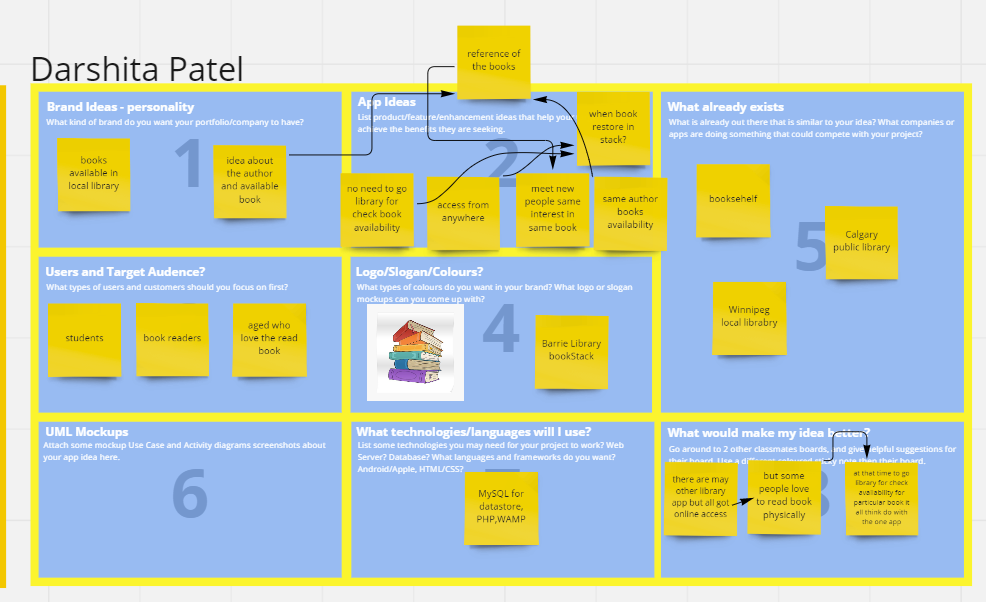 Darshita Patel
reference of
the books
Brand Ideas - personality
What kind of brand do you want your portfolio/company to have?
1
books
available in
local library
idea about
the author
and available
book
App Ideas
List product/feature/enhancement ideas that help your
achieve the benefits they are seeking.
2
when book
restore in
stack?
no need to go
library for
check book
availability
access from
anywhere
meet new
people same
interest in
same book
same author
books
availability
What already exists
What is already out there that is similar to your idea? What companies or
apps are doing something that could compete with your project?
5
booksehelf
Calgary
public library
Winnipeg
local librabry
Users and Target Audience?
What types of users and customers should you focus on first?
students
book readers
aged who
love the read
book
Logo/Slogan/Colours?
What types of colours do you want in your brand? What logo or slogan
mockups can you come up with?
4
Barrie Library
bookStack
UML Mockups
Attach some mockup Use Case and Activity diagrams screenshots about
your app idea here.
6
What technologies/languages will I use?
List some technologies you may need for your project to work? Web
Server? Database? What languages and frameworks do you want?
Android/Apple, HTML/CSS?
MySQL for
datastore,
PHP,WAMP
What would make my idea better?
Go around to 2 other classmates boards, and give helpful suggestions for
their board. Use a different coloured sticky note then their board.
there are may
other library
app but all got
online access
but some
people love
to read book
physically
at that time to go
library for check
availability for
particular book it
all think do with
the one app